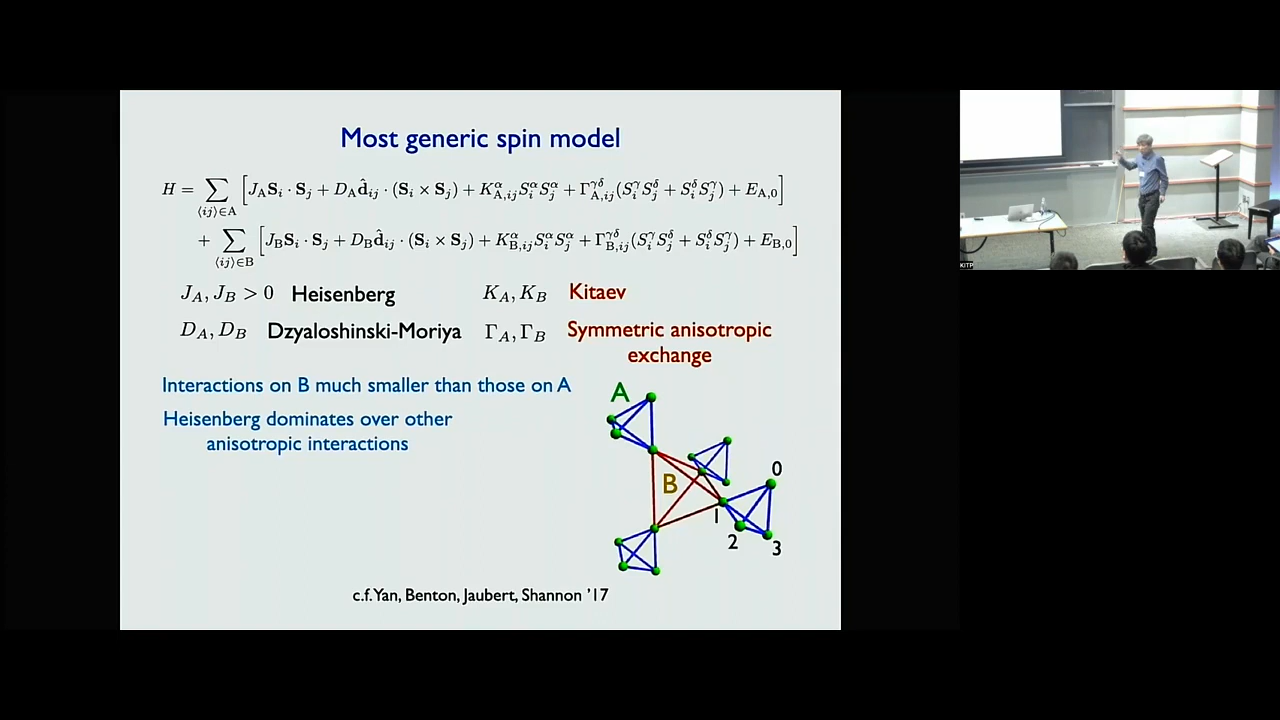 Most generic spin model
H = ∑_{⟨ij⟩∈A} [J_A S_i · S_j + D_A d̂_ij · (S_i × S_j) + K^α_{A,ij} S^α_i S^α_j + Γ^{γδ}_{A,ij}(S^γ_i S^δ_j + S^δ_i S^γ_j) + E_{A,0}]
+ ∑_{⟨ij⟩∈B} [J_B S_i · S_j + D_B d̂_ij · (S_i × S_j) + K^α_{B,ij} S^α_i S^α_j + Γ^{γδ}_{B,ij}(S^γ_i S^δ_j + S^δ_i S^γ_j) + E_{B,0}]
J_A, J_B > 0 Heisenberg K_A, K_B Kitaev
D_A, D_B Dzyaloshinski-Moriya Γ_A, Γ_B Symmetric anisotropic
exchange
Interactions on B much smaller than those on A
Heisenberg dominates over other
anisotropic interactions
A
B
0
1
2
3
c.f. Yan, Benton, Jaubert, Shannon '17
KITP